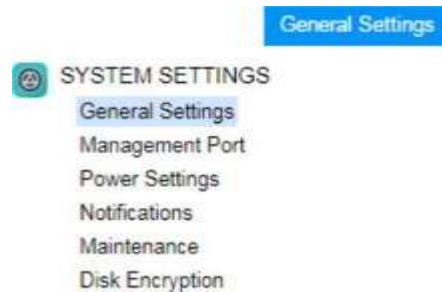 General Settings
SYSTEM SETTINGS
General Settings
Management Port
Power Settings
Notifications
Maintenance
Disk Encryption